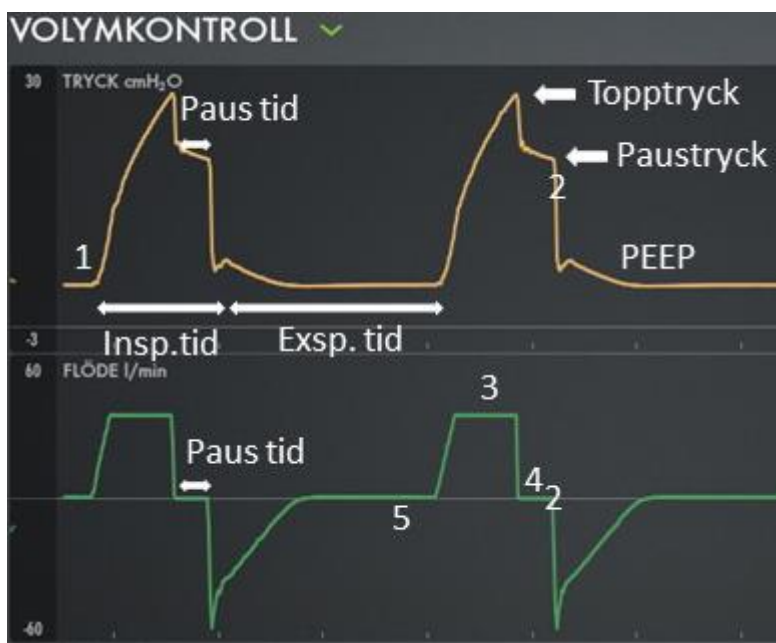 VOLYMKONTROLL
30 TRYCK cmH₂O
Paus tid
Topptryck
Paustryck
2
1
PEEP
Insp.tid
Exsp. tid
-3
60 FLÖDE l/min
3
Paus tid
4
2
5
-60